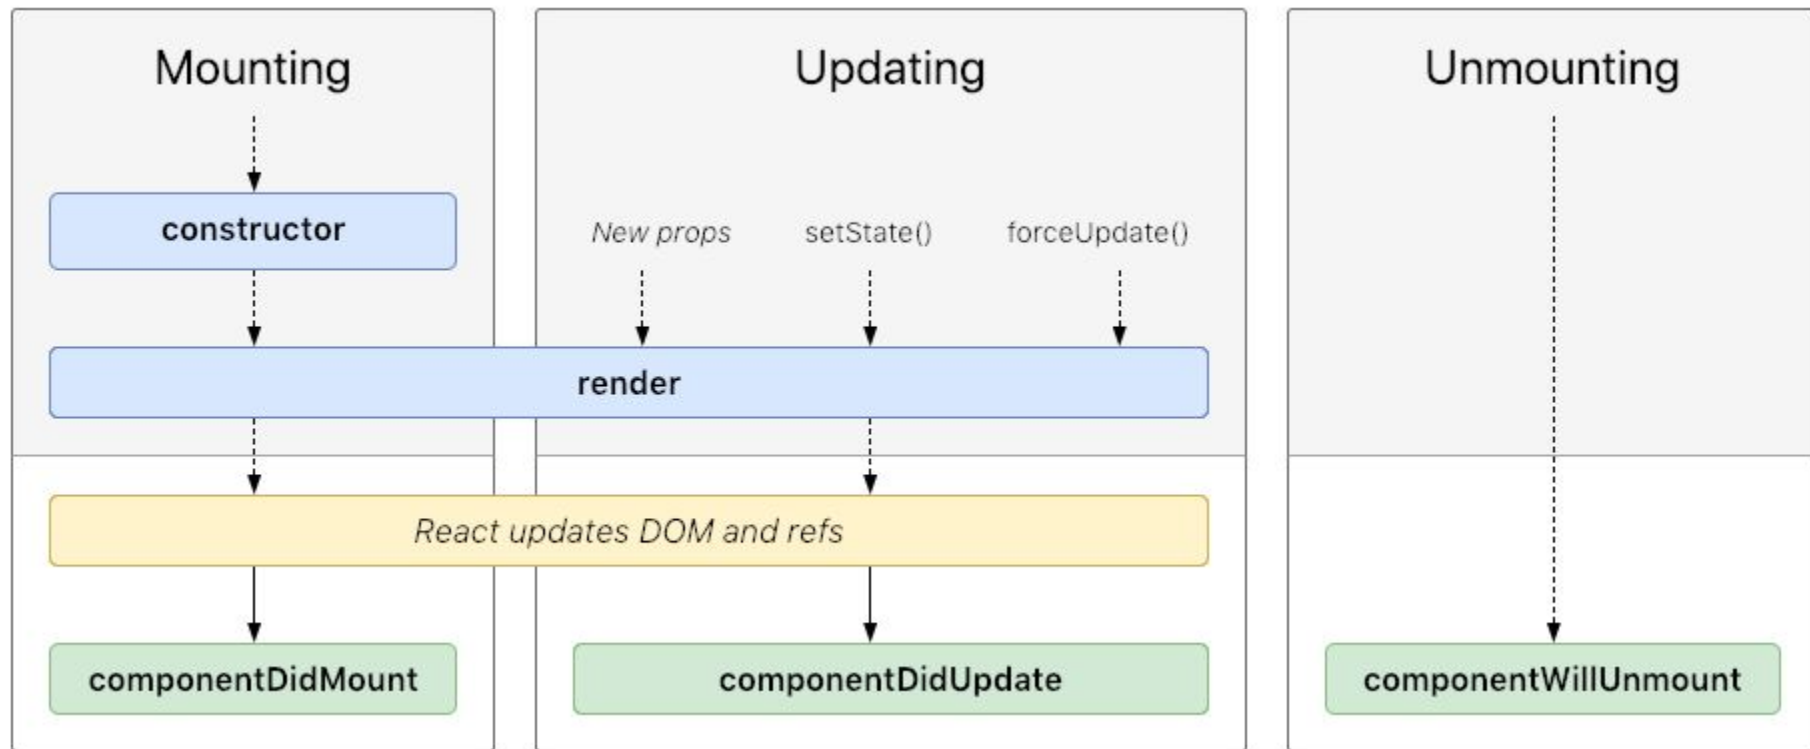 Mounting
Updating
Unmounting
constructor
New props
setState()
forceUpdate()
render
React updates DOM and refs
componentDidMount
componentDidUpdate
componentWillUnmount